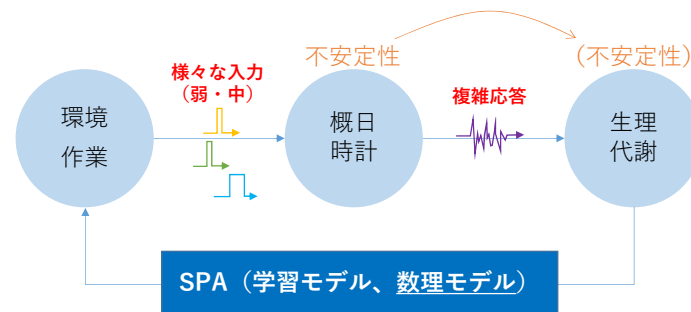 不安定性
(不安定性)
様々な入力
（弱・中）
環境
作業
概日
時計
複雑応答
生理
代謝
SPA（学習モデル、数理モデル）